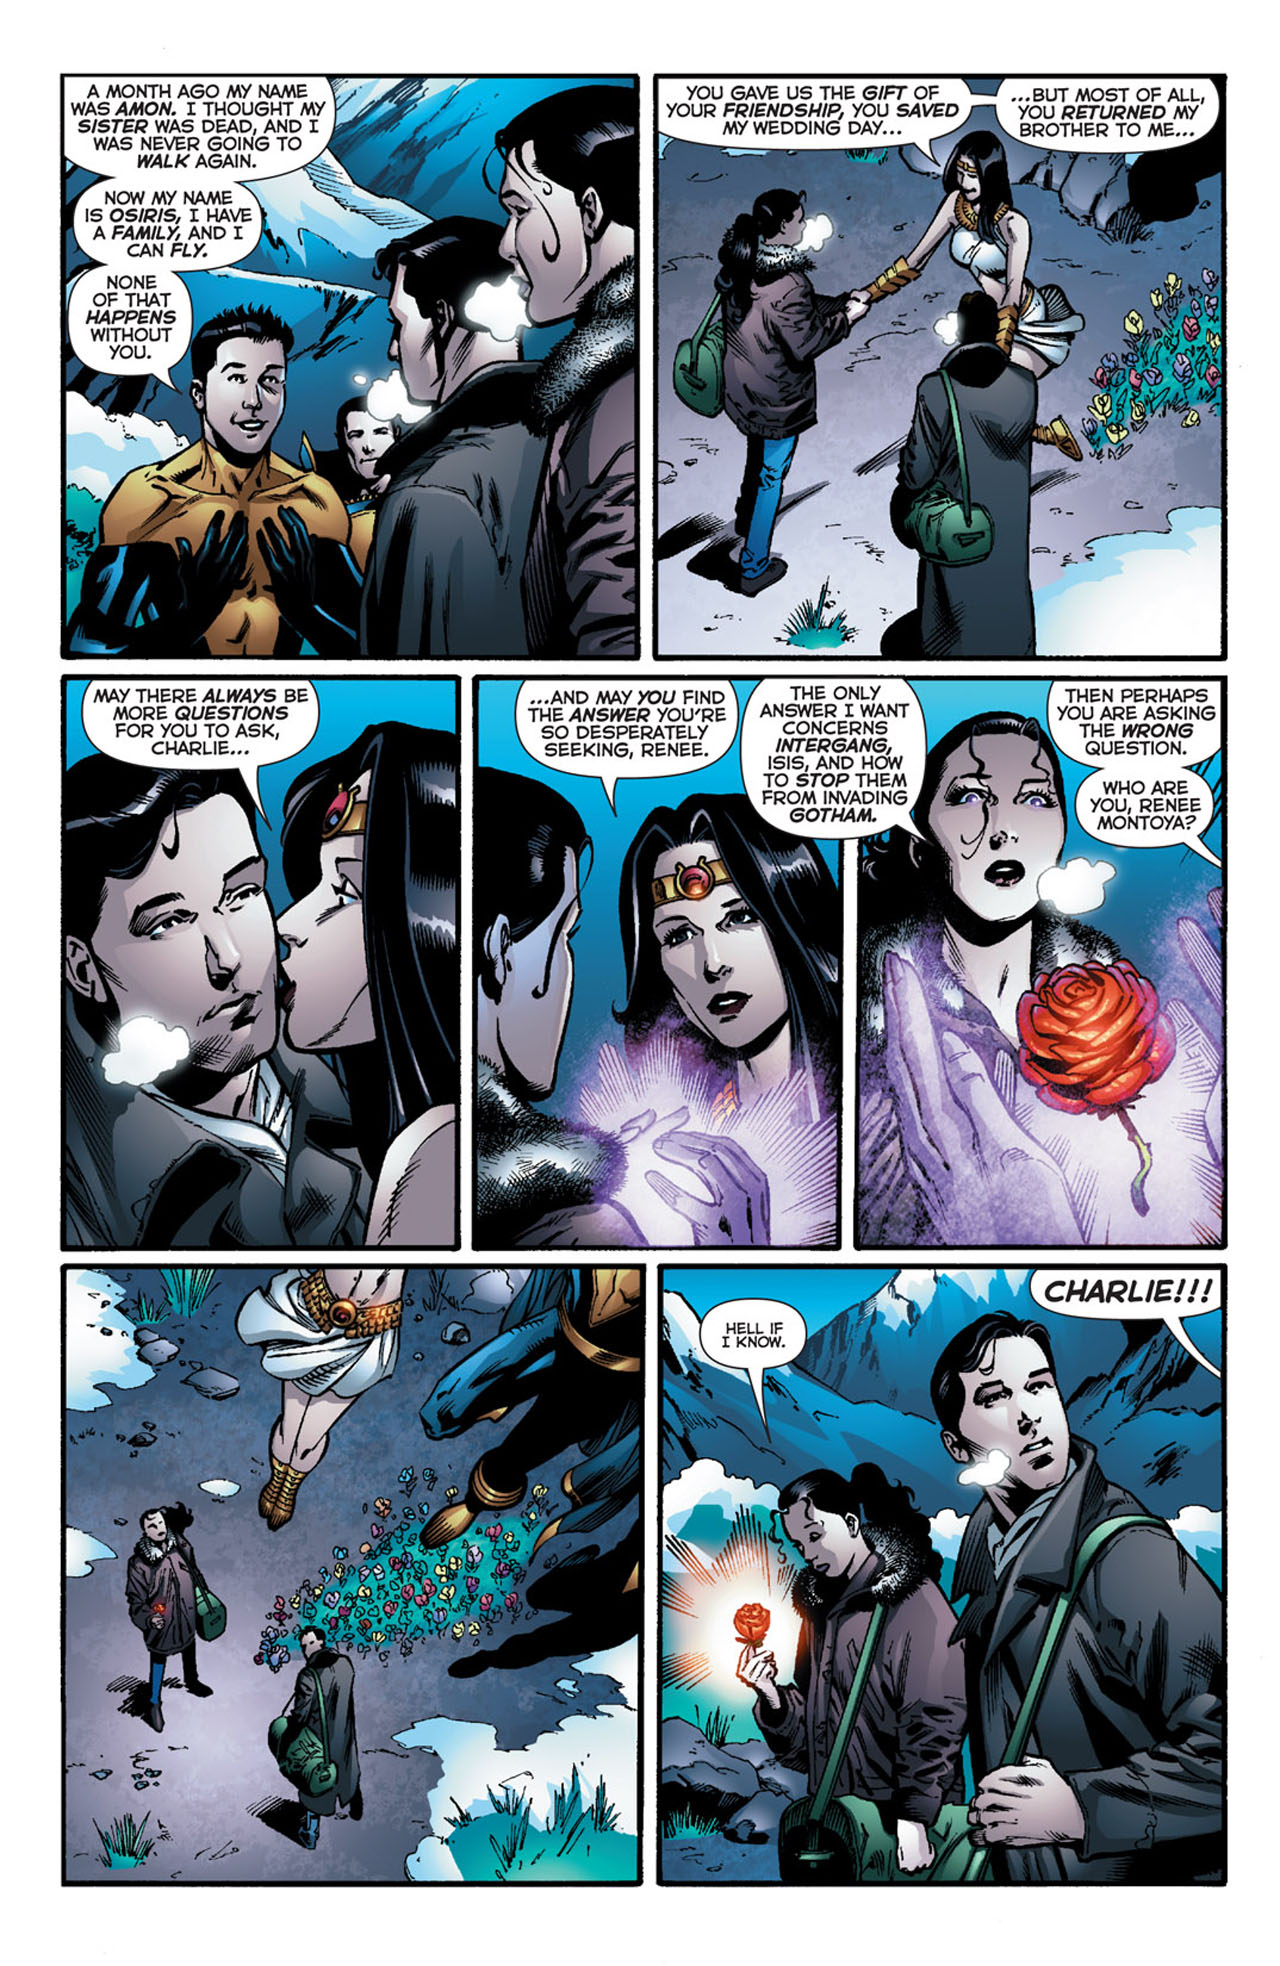 A MONTH AGO MY NAME
WAS AMON. I THOUGHT MY
SISTER WAS DEAD, AND I
WAS NEVER GOING TO
WALK AGAIN.
NOW MY NAME
IS OSIRIS, I HAVE
A FAMILY, AND I
CAN FLY.
NONE
OF THAT
HAPPENS
WITHOUT
YOU.
YOU GAVE US THE GIFT OF
YOUR FRIENDSHIP, YOU SAVED
MY WEDDING DAY...
...BUT MOST OF ALL,
YOU RETURNED MY
BROTHER TO ME...
MAY THERE ALWAYS BE
MORE QUESTIONS
FOR YOU TO ASK,
CHARLIE...
...AND MAY YOU FIND
THE ANSWER YOU'RE
SO DESPERATELY
SEEKING, RENEE.
THE ONLY
ANSWER I WANT
CONCERNS
INTERGANG,
ISIS, AND HOW
TO STOP THEM
FROM INVADING
GOTHAM.
THEN PERHAPS
YOU ARE ASKING
THE WRONG
QUESTION.
WHO ARE
YOU, RENEE
MONTOYA?
HELL IF
I KNOW.
CHARLIE!!!